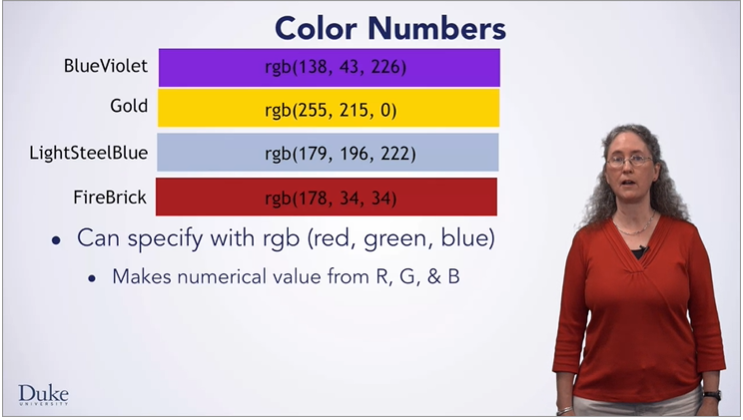 Color Numbers
BlueViolet rgb(138, 43, 226)
Gold rgb(255, 215, 0)
LightSteelBlue rgb(179, 196, 222)
FireBrick rgb(178, 34, 34)
• Can specify with rgb (red, green, blue)
• Makes numerical value from R, G, & B
Duke
UNIVERSITY